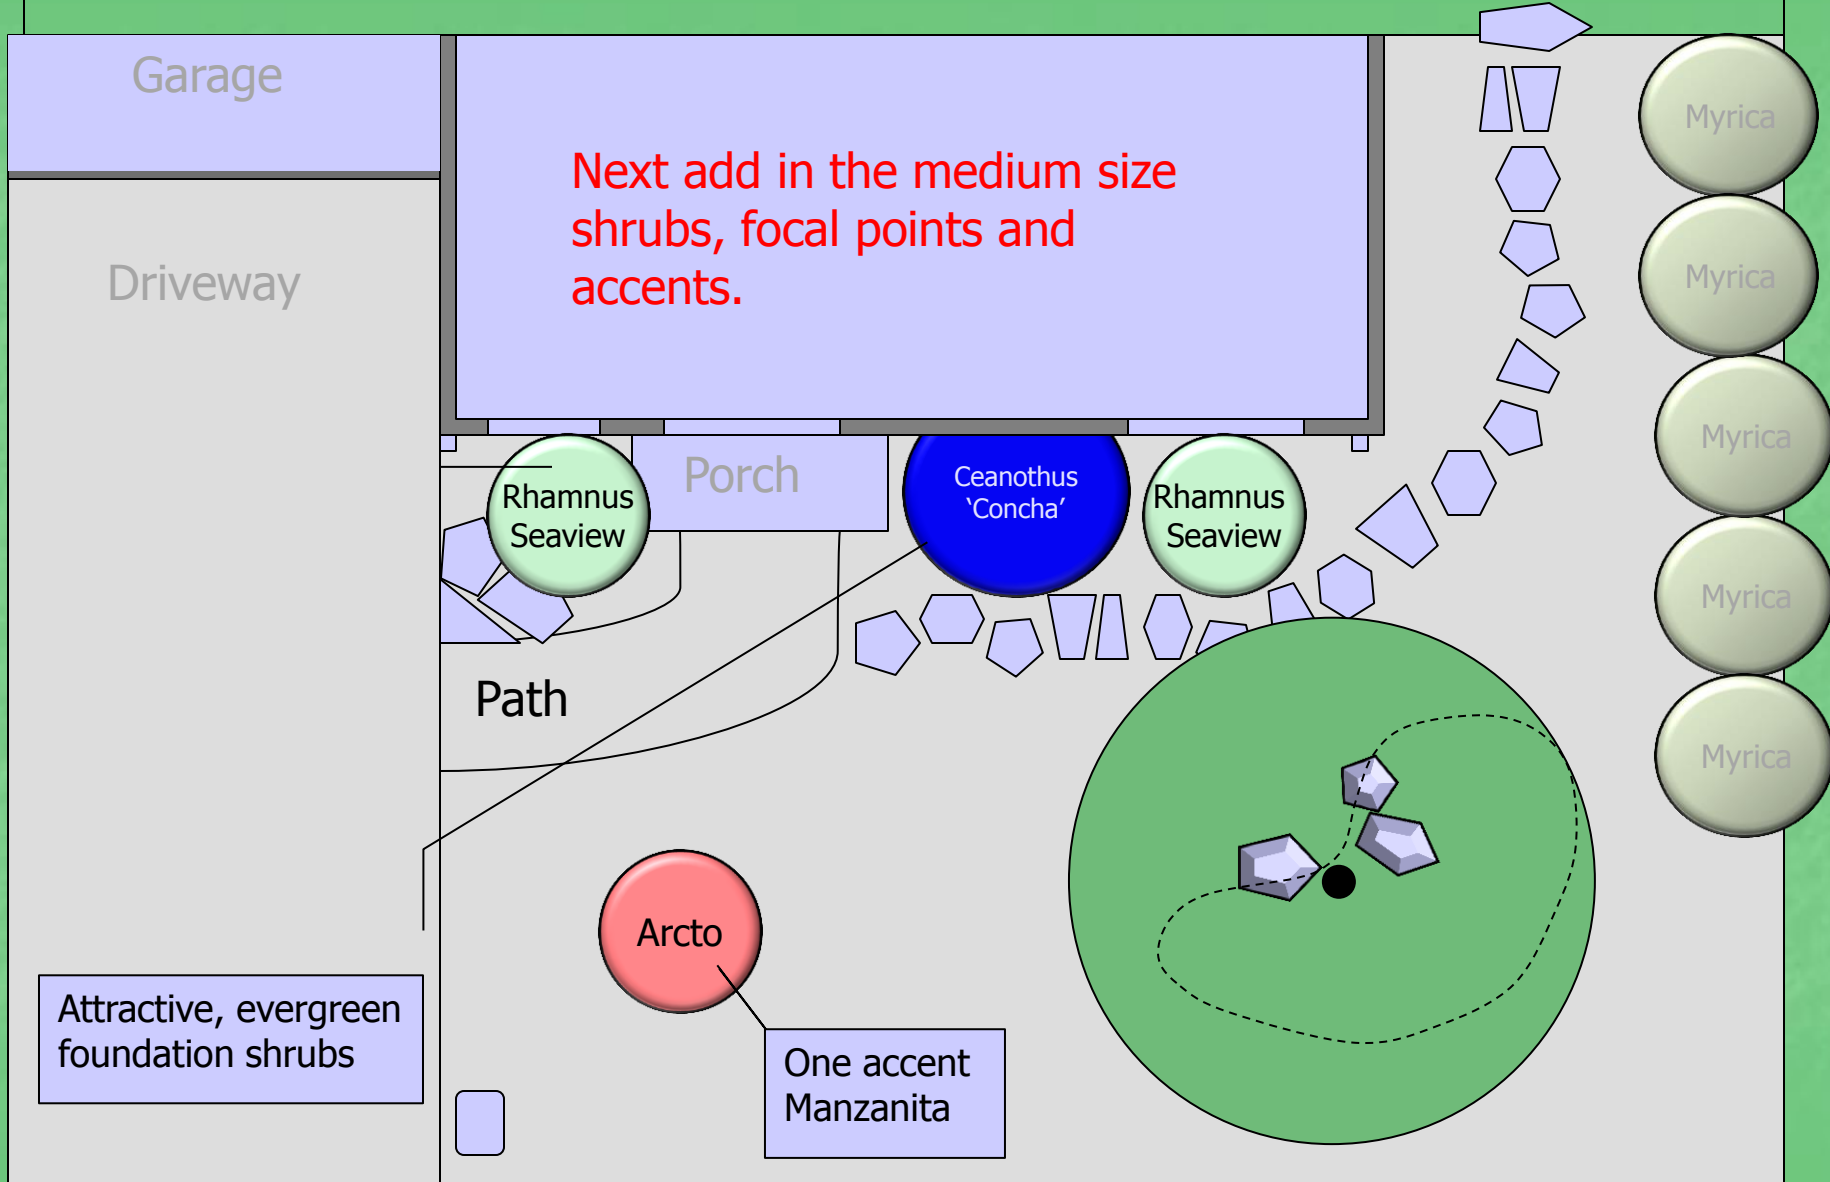 Garage
Next add in the medium size
shrubs, focal points and
accents.
Driveway
Myrica
Myrica
Myrica
Myrica
Myrica
Porch
Rhamnus
Seaview
Ceanothus
‘Concha’
Rhamnus
Seaview
Path
Arcto
Attractive, evergreen
foundation shrubs
One accent
Manzanita